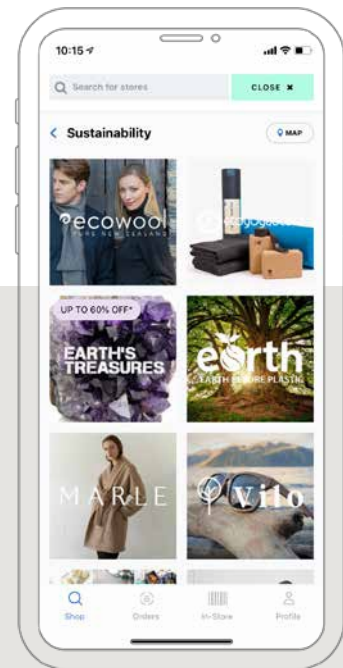 10:15
Search for stores
CLOSE ✖
Sustainability
MAP
ecowool
PURE NEW ZEALAND
UP TO 60% OFF*
EARTH'S
TREASURES
earth
EARTH BEFORE PLASTIC
MARLE
Vilo
Shop
Orders
In-Store
Profile